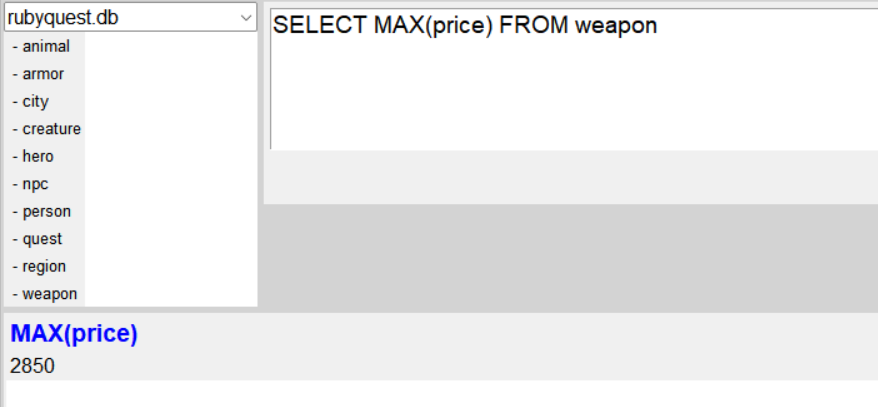 rubyquest.db
- animal
- armor
- city
- creature
- hero
- npc
- person
- quest
- region
- weapon
SELECT MAX(price) FROM weapon
MAX(price)
2850